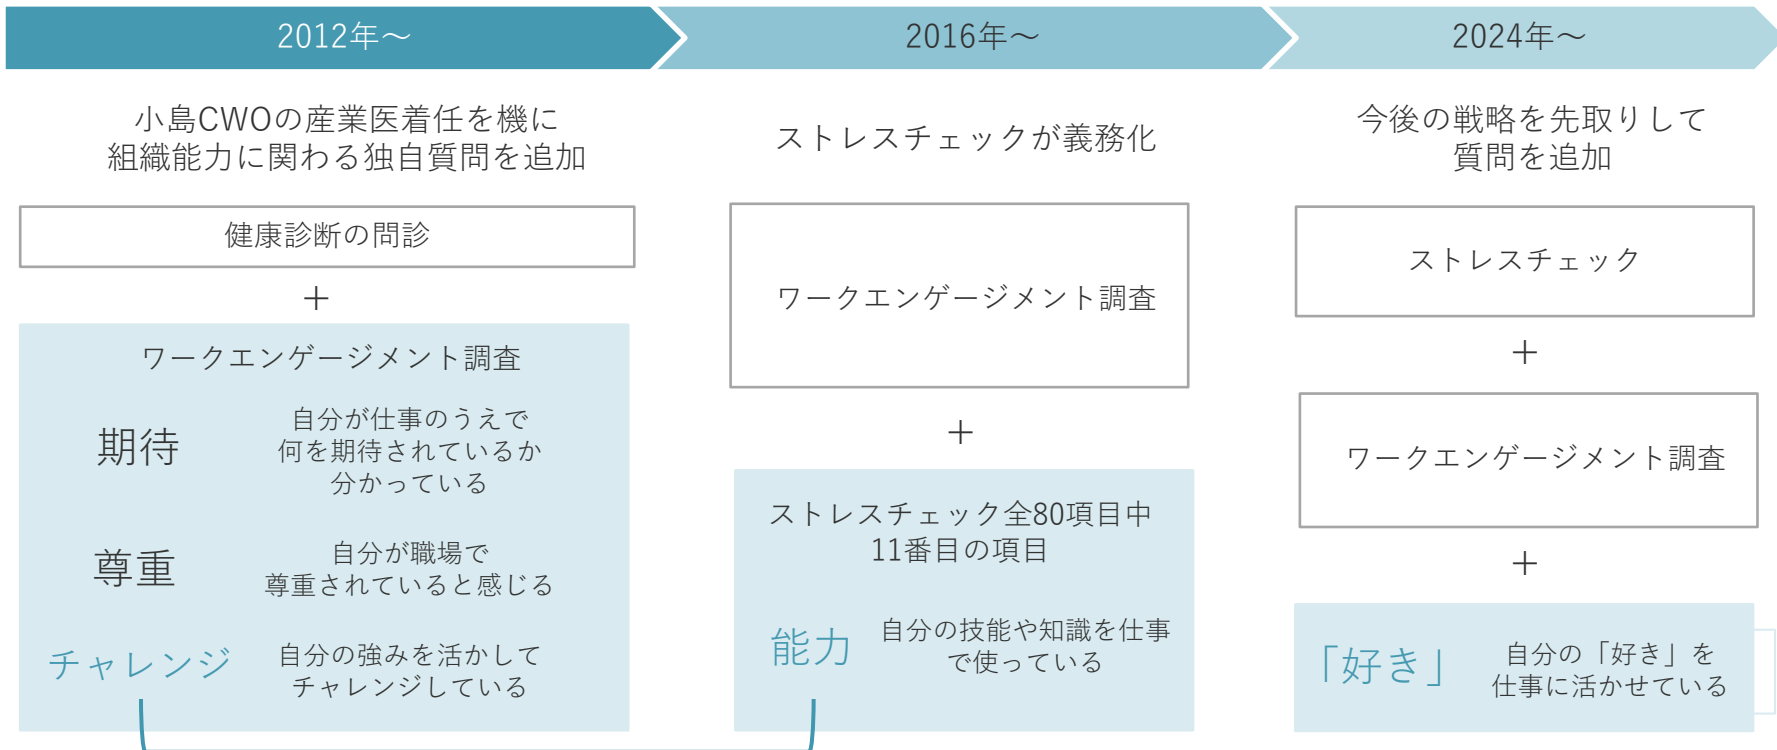 2012年～
2016年～
2024年～
小島CWOの産業医着任を機に
組織能力に関わる独自質問を追加
健康診断の問診
＋
ワークエンゲージメント調査
期待
自分が仕事のうえで
何を期待されているか
分かっている
尊重
自分が職場で
尊重されていると感じる
チャレンジ
自分の強みを活かして
チャレンジしている
ストレスチェックが義務化
ワークエンゲージメント調査
＋
ストレスチェック全80項目中
11番目の項目
能力
自分の技能や知識を仕事
で使っている
今後の戦略を先取りして
質問を追加
ストレスチェック
＋
ワークエンゲージメント調査
＋
「好き」
自分の「好き」を
仕事に活かせている